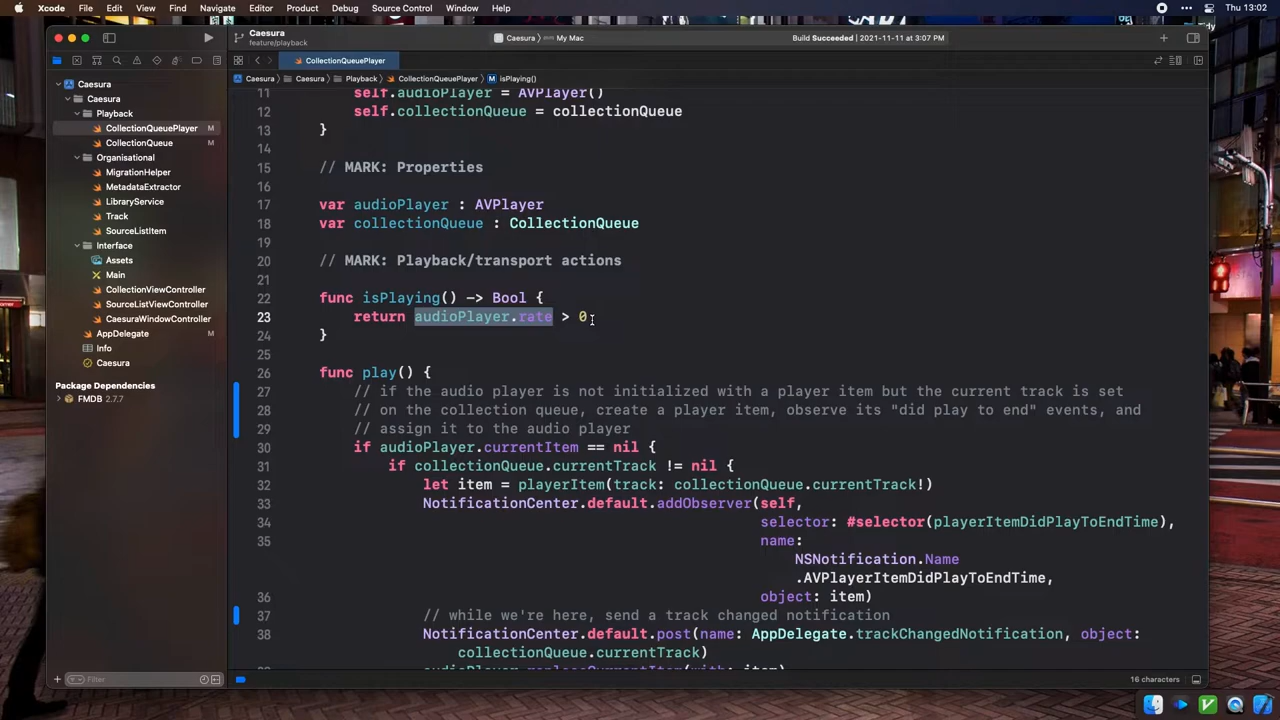 Xcode File Edit View Find Navigate Editor Product Debug Source Control Window Help
Thu 13:02
Caesura
feature/playback
Caesura › My Mac
Build Succeeded | 2021-11-11 at 3:07 PM
CollectionQueuePlayer
Caesura › Caesura › Playback › CollectionQueuePlayer › M isPlaying()
Caesura
Caesura
Playback
CollectionQueuePlayer M
CollectionQueue M
Organisational
MigrationHelper
MetadataExtractor
LibraryService
Track
SourceListItem
Interface
Assets
Main
CollectionViewController
SourceListViewController
CaesuraWindowController
AppDelegate M
Info
Caesura
Package Dependencies
FMDB 2.7.7
Filter
11 self.audioPlayer = AVPlayer()
12 self.collectionQueue = collectionQueue
13 }
14
15 // MARK: Properties
16
17 var audioPlayer : AVPlayer
18 var collectionQueue : CollectionQueue
19
20 // MARK: Playback/transport actions
21
22 func isPlaying() -> Bool {
23 return audioPlayer.rate > 0
24 }
25
26 func play() {
27 // if the audio player is not initialized with a player item but the current track is set
28 // on the collection queue, create a player item, observe its "did play to end" events, and
29 // assign it to the audio player
30 if audioPlayer.currentItem == nil {
31 if collectionQueue.currentTrack != nil {
32 let item = playerItem(track: collectionQueue.currentTrack!)
33 NotificationCenter.default.addObserver(self,
34 selector: #selector(playerItemDidPlayToEndTime),
35 name:
NSNotification.Name
.AVPlayerItemDidPlayToEndTime,
36 object: item)
37 // while we're here, send a track changed notification
38 NotificationCenter.default.post(name: AppDelegate.trackChangedNotification, object:
collectionQueue.currentTrack)
39 audioPlayer.replaceCurrentItem(with: item)
16 characters